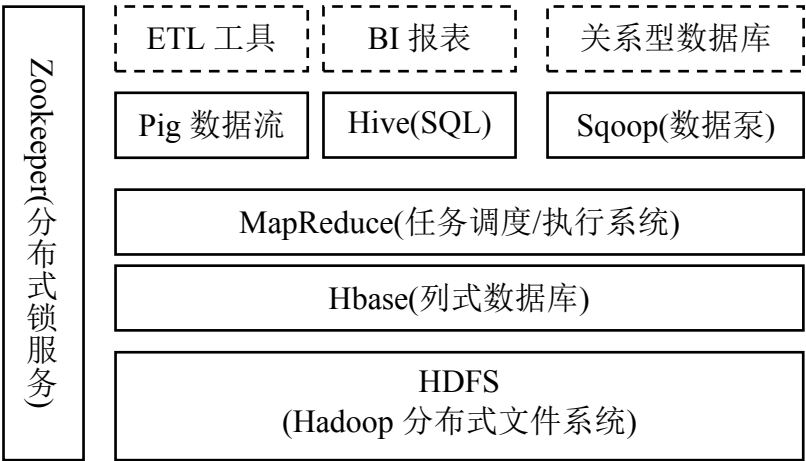 Zookeeper(分布式锁服务)
ETL 工具
BI 报表
关系型数据库
Pig 数据流
Hive(SQL)
Sqoop(数据泵)
MapReduce(任务调度/执行系统)
Hbase(列式数据库)
HDFS
(Hadoop 分布式文件系统)